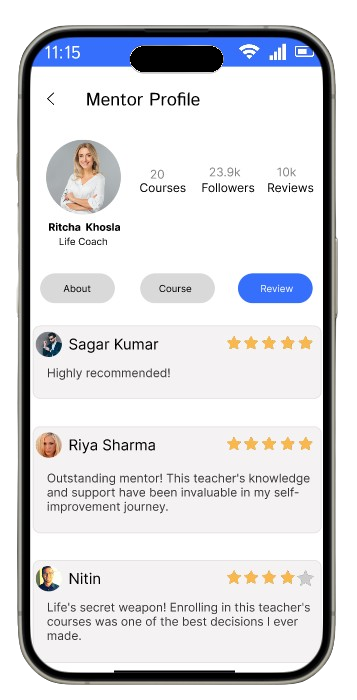 11:15
Mentor Profile
20 23.9k 10k
Courses Followers Reviews
Ritcha Khosla
Life Coach
About Course Review
Sagar Kumar
Highly recommended!
Riya Sharma
Outstanding mentor! This teacher's knowledge
and support have been invaluable in my self-
improvement journey.
Nitin
Life's secret weapon! Enrolling in this teacher's
courses was one of the best decisions I ever
made.